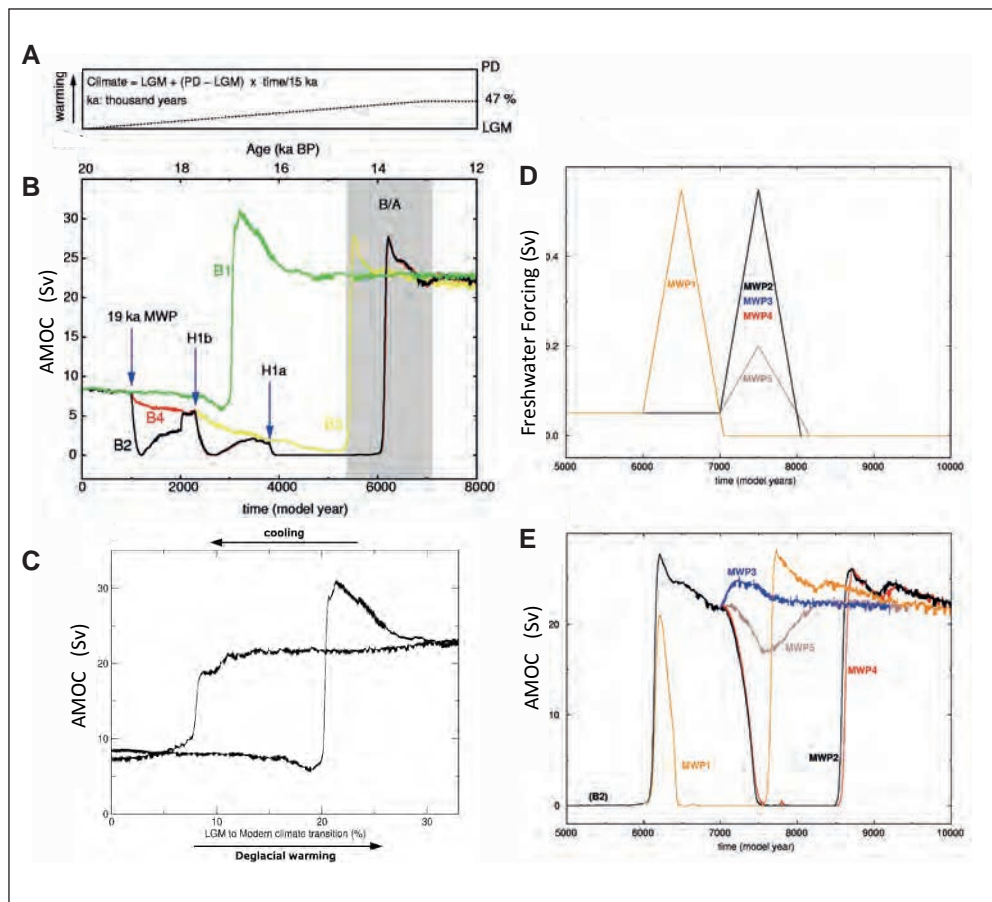 A
warming
Climate = LGM + (PD – LGM) x time/15 ka
ka: thousand years
PD
47 %
LGM
Age (ka BP)
20 18 16 14 12
B
AMOC (Sv)
30
25
20
15
10
5
0
B/A
B1
19 ka MWP
H1b
H1a
B4
B2
B3
0 2000 4000 6000 8000
time (model year)
cooling
C
AMOC (Sv)
30
20
10
0
0 10 20 30
LGM to Modern climate transition (%)
Deglacial warming
D
Freshwater Forcing (Sv)
0.4
0.2
0.0
MWP1
MWP2
MWP3
MWP4
MWP5
5000 6000 7000 8000 9000 10000
time (model years)
E
AMOC (Sv)
30
20
10
0
MWP3
MWP5
MWP4
MWP1
MWP2
(B2)
5000 6000 7000 8000 9000 10000
time (model year)